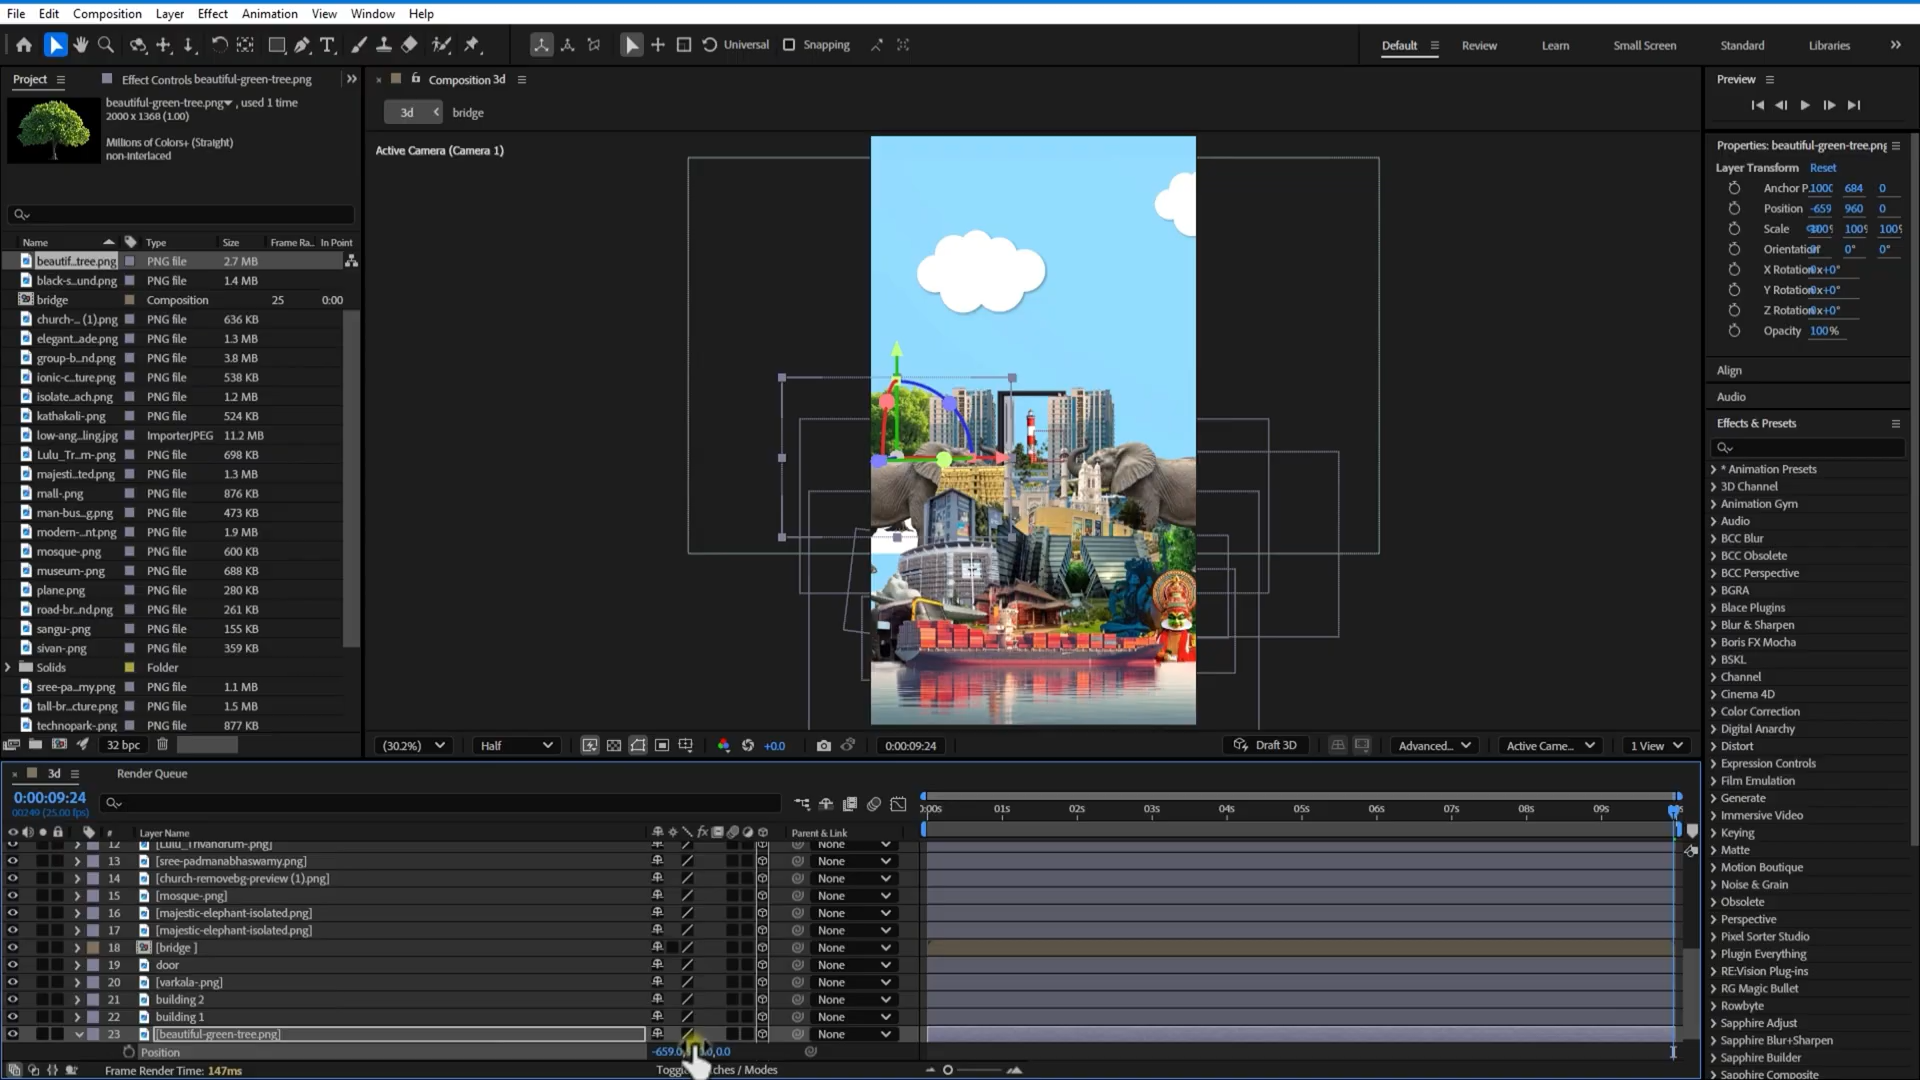 File Edit Composition Layer Effect Animation View Window Help
Universal Snapping Default Review Learn Small Screen Standard Libraries
Project Effect Controls beautiful-green-tree.png
beautiful-green-tree.png , used 1 time
2000 x 1368 (1.00)
Millions of Colors+ (Straight)
non-interlaced
Name Type Size Frame Ra.. In Point
beautif...tree.png PNG file 2.7 MB
black-s...und.png PNG file 1.4 MB
bridge Composition 25 0:00
church-... (1).png PNG file 636 KB
elegant...ade.png PNG file 1.3 MB
group-b...nd.png PNG file 3.8 MB
ionic-c...ture.png PNG file 538 KB
isolate...ach.png PNG file 1.2 MB
kathakali-.png PNG file 524 KB
low-ang...ling.jpg ImporterJPEG 11.2 MB
Lulu_Tr...m-.png PNG file 698 KB
majesti...ted.png PNG file 1.3 MB
mall-.png PNG file 876 KB
man-bus...g.png PNG file 473 KB
modern-...nt.png PNG file 1.9 MB
mosque-.png PNG file 600 KB
museum-.png PNG file 688 KB
plane.png PNG file 280 KB
road-br...nd.png PNG file 261 KB
sangu-.png PNG file 155 KB
sivan-.png PNG file 359 KB
Solids Folder
sree-pa...my.png PNG file 1.1 MB
tall-br...cture.png PNG file 1.5 MB
technopark-.png PNG file 877 KB
32 bpc
Composition 3d
3d bridge
Active Camera (Camera 1)
(30.2%) Half +0.0 0:00:09:24 Draft 3D Advanced... Active Came... 1 View
Preview
Properties: beautiful-green-tree.png
Layer Transform Reset
Anchor P. 1000 684 0
Position -659 960 0
Scale 100% 100% 100%
Orientation 0° 0° 0°
X Rotation 0x+0°
Y Rotation 0x+0°
Z Rotation 0x+0°
Opacity 100%
Align
Audio
Effects & Presets
* Animation Presets
3D Channel
Animation Gym
Audio
BCC Blur
BCC Obsolete
BCC Perspective
BGRA
Blace Plugins
Blur & Sharpen
Boris FX Mocha
BSKL
Channel
Cinema 4D
Color Correction
Digital Anarchy
Distort
Expression Controls
Film Emulation
Generate
Immersive Video
Keying
Matte
Motion Boutique
Noise & Grain
Obsolete
Perspective
Pixel Sorter Studio
Plugin Everything
RE:Vision Plug-ins
RG Magic Bullet
Rowbyte
Sapphire Adjust
Sapphire Blur+Sharpen
Sapphire Builder
Sapphire Composite
3d Render Queue
0:00:09:24
00249 (25.00 fps)
01s 02s 03s 04s 05s 06s 07s 08s 09s
# Layer Name fx Parent & Link
12 [Lulu_Trivandrum-.png] None
13 [sree-padmanabhaswamy.png] None
14 [church-removebg-preview (1).png] None
15 [mosque-.png] None
16 [majestic-elephant-isolated.png] None
17 [majestic-elephant-isolated.png] None
18 [bridge ] None
19 door None
20 [varkala-.png] None
21 building 2 None
22 building 1 None
23 [beautiful-green-tree.png] None
Position
Frame Render Time: 147ms